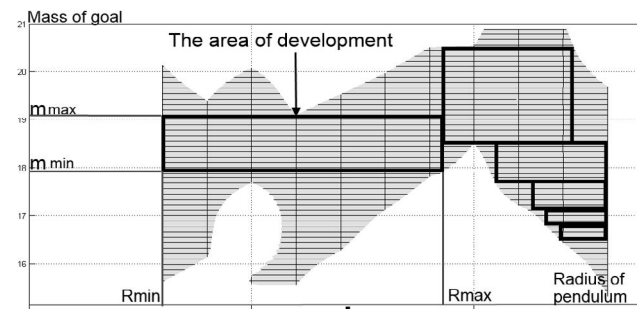 Mass of goal
21
The area of development
20
m max
19
m min
18
17
16
Rmin
Rmax
Radius of
pendulum